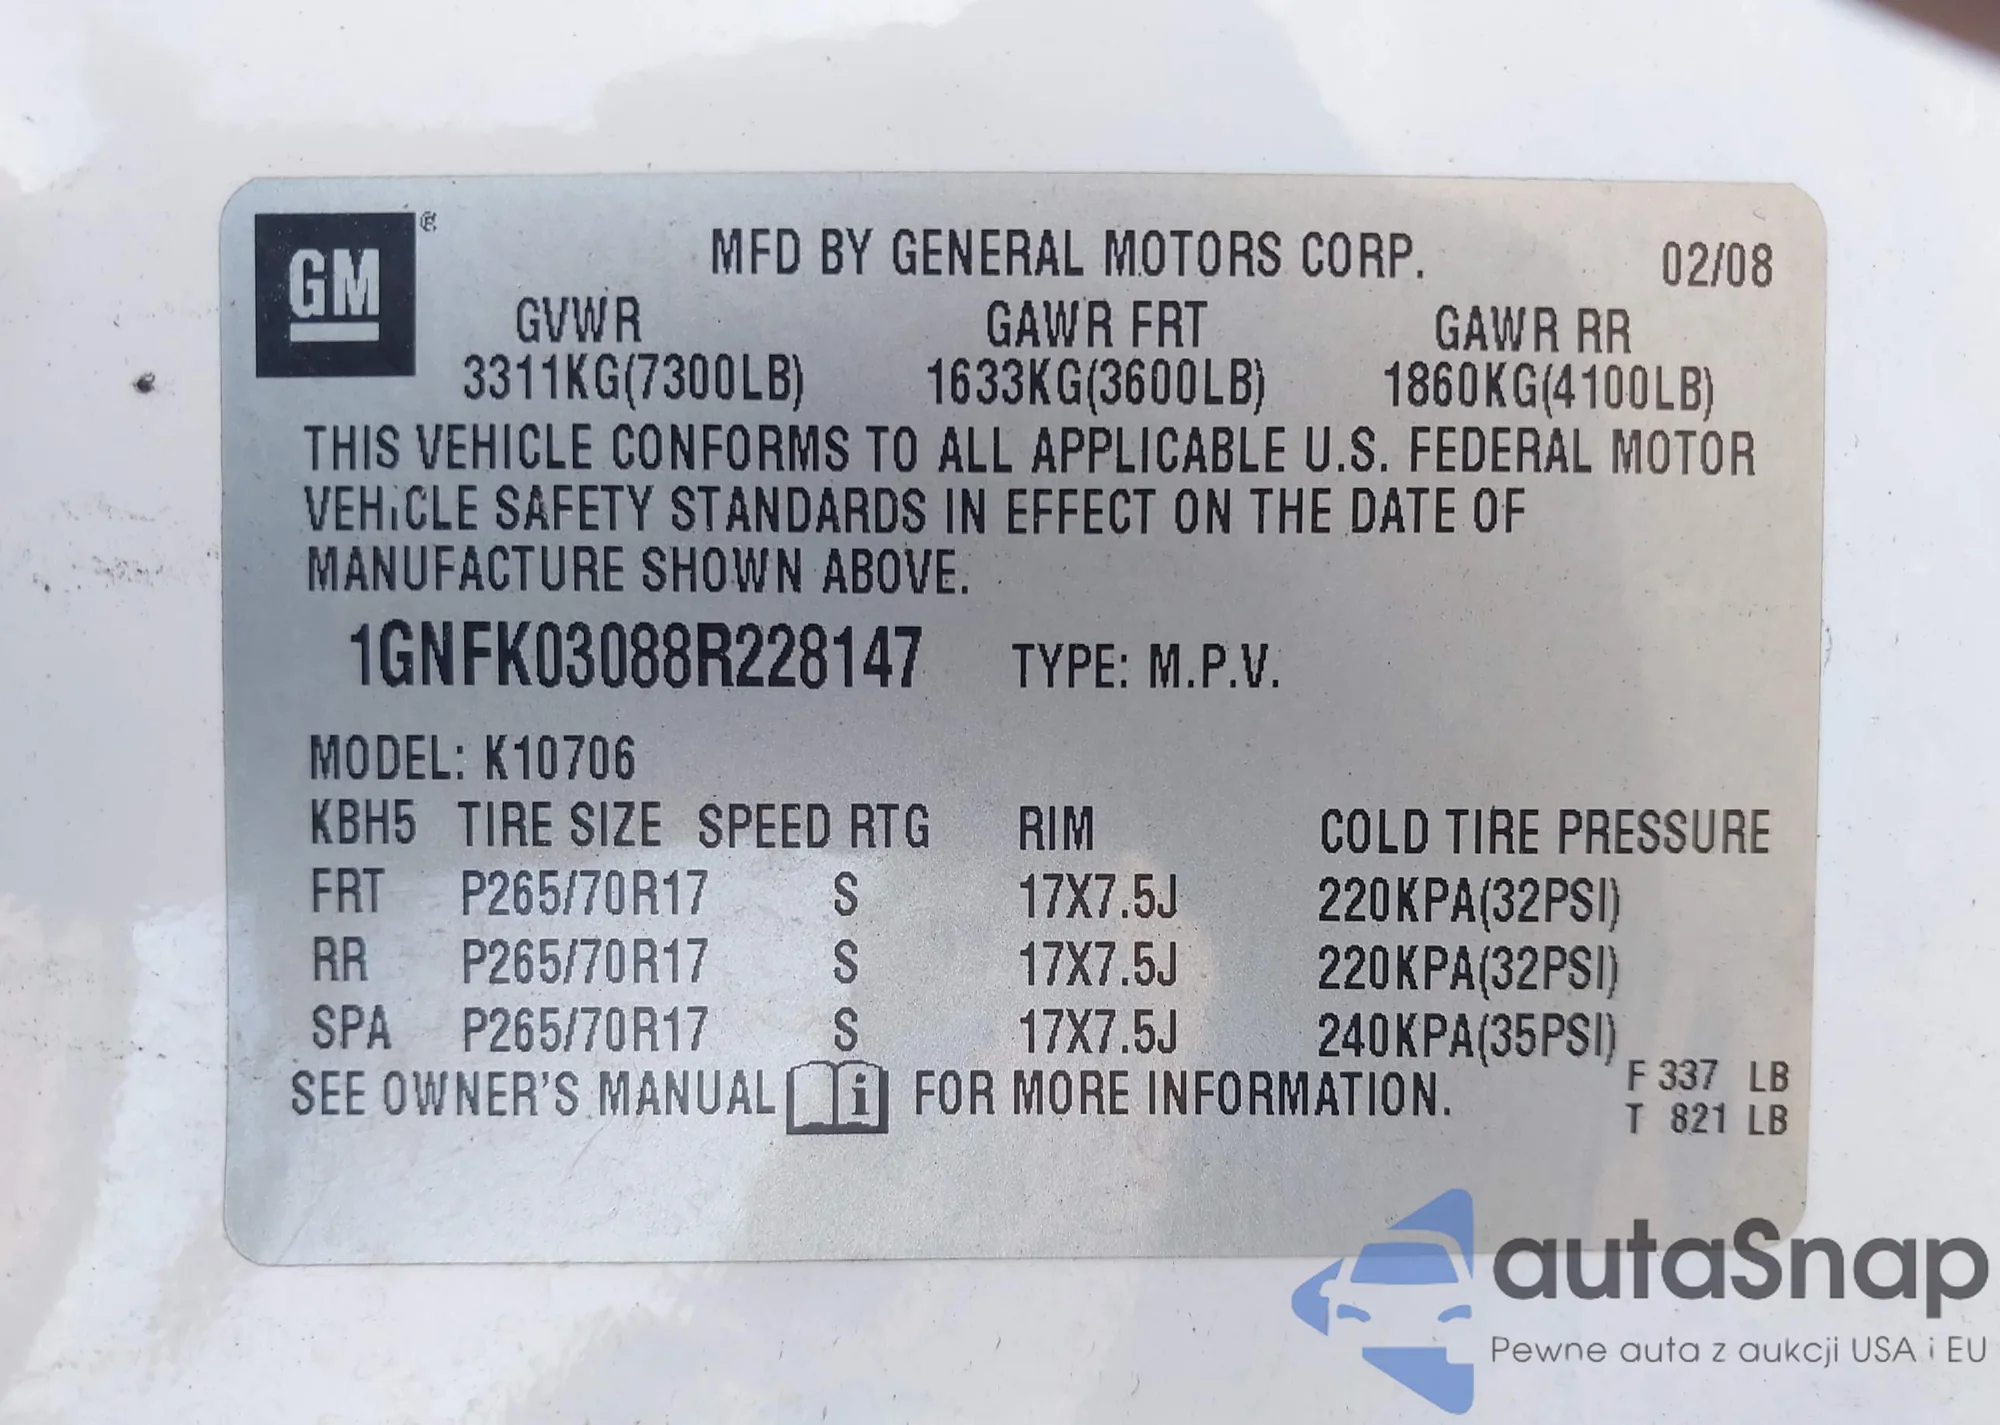 GM ®
MFD BY GENERAL MOTORS CORP. 02/08
GVWR GAWR FRT GAWR RR
3311KG(7300LB) 1633KG(3600LB) 1860KG(4100LB)
THIS VEHICLE CONFORMS TO ALL APPLICABLE U.S. FEDERAL MOTOR
VEHiCLE SAFETY STANDARDS IN EFFECT ON THE DATE OF
MANUFACTURE SHOWN ABOVE.
1GNFK03088R228147 TYPE: M.P.V.
MODEL: K10706
KBH5 TIRE SIZE SPEED RTG RIM COLD TIRE PRESSURE
FRT P265/70R17 S 17X7.5J 220KPA(32PSI)
RR P265/70R17 S 17X7.5J 220KPA(32PSI)
SPA P265/70R17 S 17X7.5J 240KPA(35PSI)
SEE OWNER'S MANUAL i FOR MORE INFORMATION.
F 337 LB
T 821 LB
autaSnap
Pewne auta z aukcji USA i EU